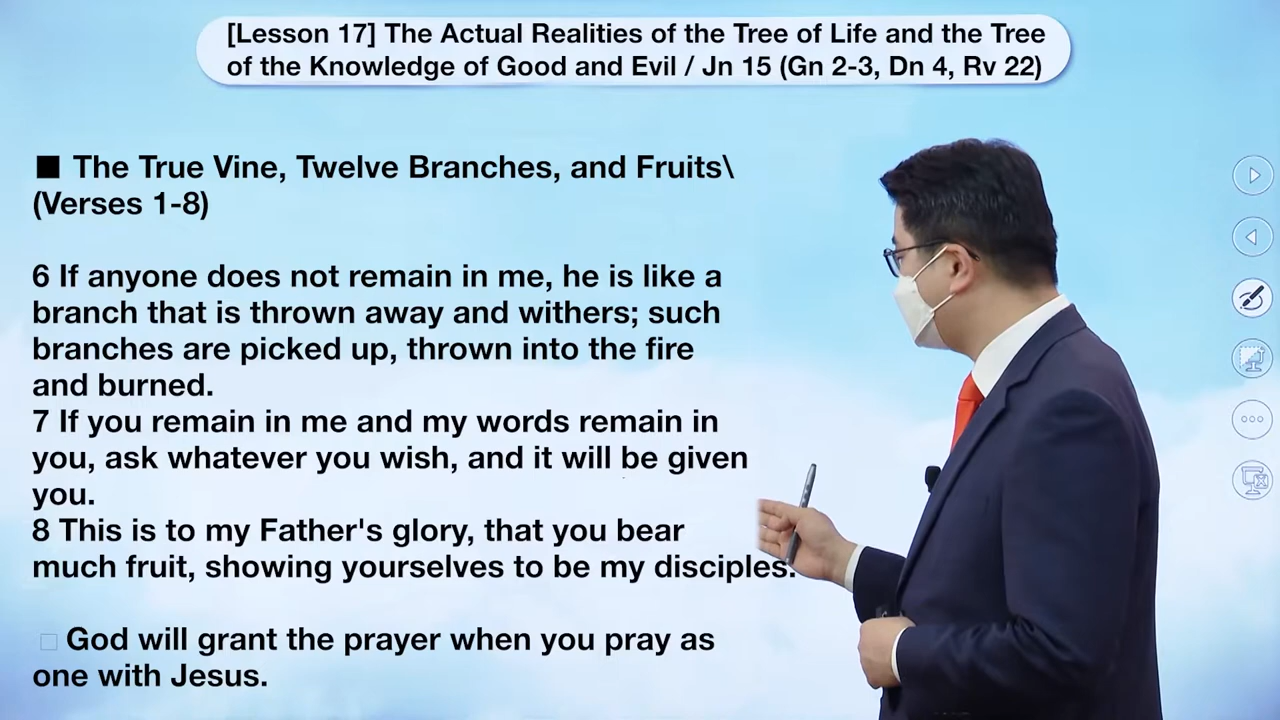 [Lesson 17] The Actual Realities of the Tree of Life and the Tree
of the Knowledge of Good and Evil / Jn 15 (Gn 2-3, Dn 4, Rv 22)
■ The True Vine, Twelve Branches, and Fruits\
(Verses 1-8)
6 If anyone does not remain in me, he is like a
branch that is thrown away and withers; such
branches are picked up, thrown into the fire
and burned.
7 If you remain in me and my words remain in
you, ask whatever you wish, and it will be given
you.
8 This is to my Father's glory, that you bear
much fruit, showing yourselves to be my disciples.
□ God will grant the prayer when you pray as
one with Jesus.